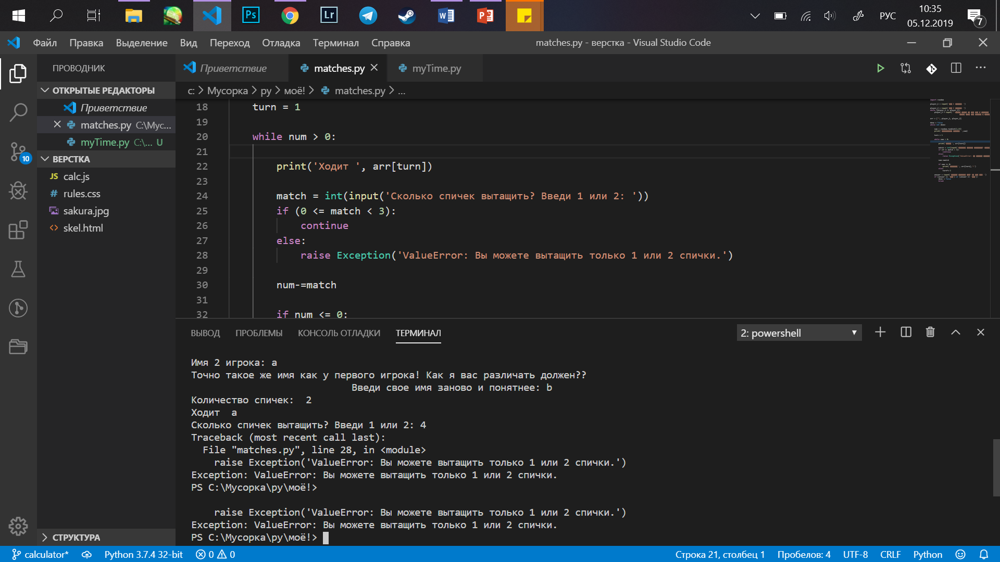 Ps
Lr
РУС
10:35
05.12.2019
7
Файл Правка Выделение Вид Переход Отладка Терминал Справка
matches.py - верстка - Visual Studio Code
ПРОВОДНИК
Приветствие
matches.py
myTime.py
ОТКРЫТЫЕ РЕДАКТОРЫ
Приветствие
matches.py C:\Мус...
myTime.py C:\... U
10
ВЕРСТКА
JS calc.js
# rules.css
sakura.jpg
<> skel.html
СТРУКТУРА
c: > Мусорка > py > моё! > matches.py > ...
18 turn = 1
19
20 while num > 0:
21
22 print('Ходит ', arr[turn])
23
24 match = int(input('Сколько спичек вытащить? Введи 1 или 2: '))
25 if (0 <= match < 3):
26 continue
27 else:
28 raise Exception('ValueError: Вы можете вытащить только 1 или 2 спички.')
29
30 num-=match
31
32 if num <= 0:
ВЫВОД ПРОБЛЕМЫ КОНСОЛЬ ОТЛАДКИ ТЕРМИНАЛ
2: powershell
Имя 2 игрока: a
Точно такое же имя как у первого игрока! Как я вас различать должен??
Введи свое имя заново и понятнее: b
Количество спичек:  2
Ходит  a
Сколько спичек вытащить? Введи 1 или 2: 4
Traceback (most recent call last):
File "matches.py", line 28, in <module>
raise Exception('ValueError: Вы можете вытащить только 1 или 2 спички.')
Exception: ValueError: Вы можете вытащить только 1 или 2 спички.
PS C:\Мусорка\py\моё!>
raise Exception('ValueError: Вы можете вытащить только 1 или 2 спички.')
Exception: ValueError: Вы можете вытащить только 1 или 2 спички.
PS C:\Мусорка\py\моё!>
calculator* Python 3.7.4 32-bit 0 0
Строка 21, столбец 1 Пробелов: 4 UTF-8 CRLF Python